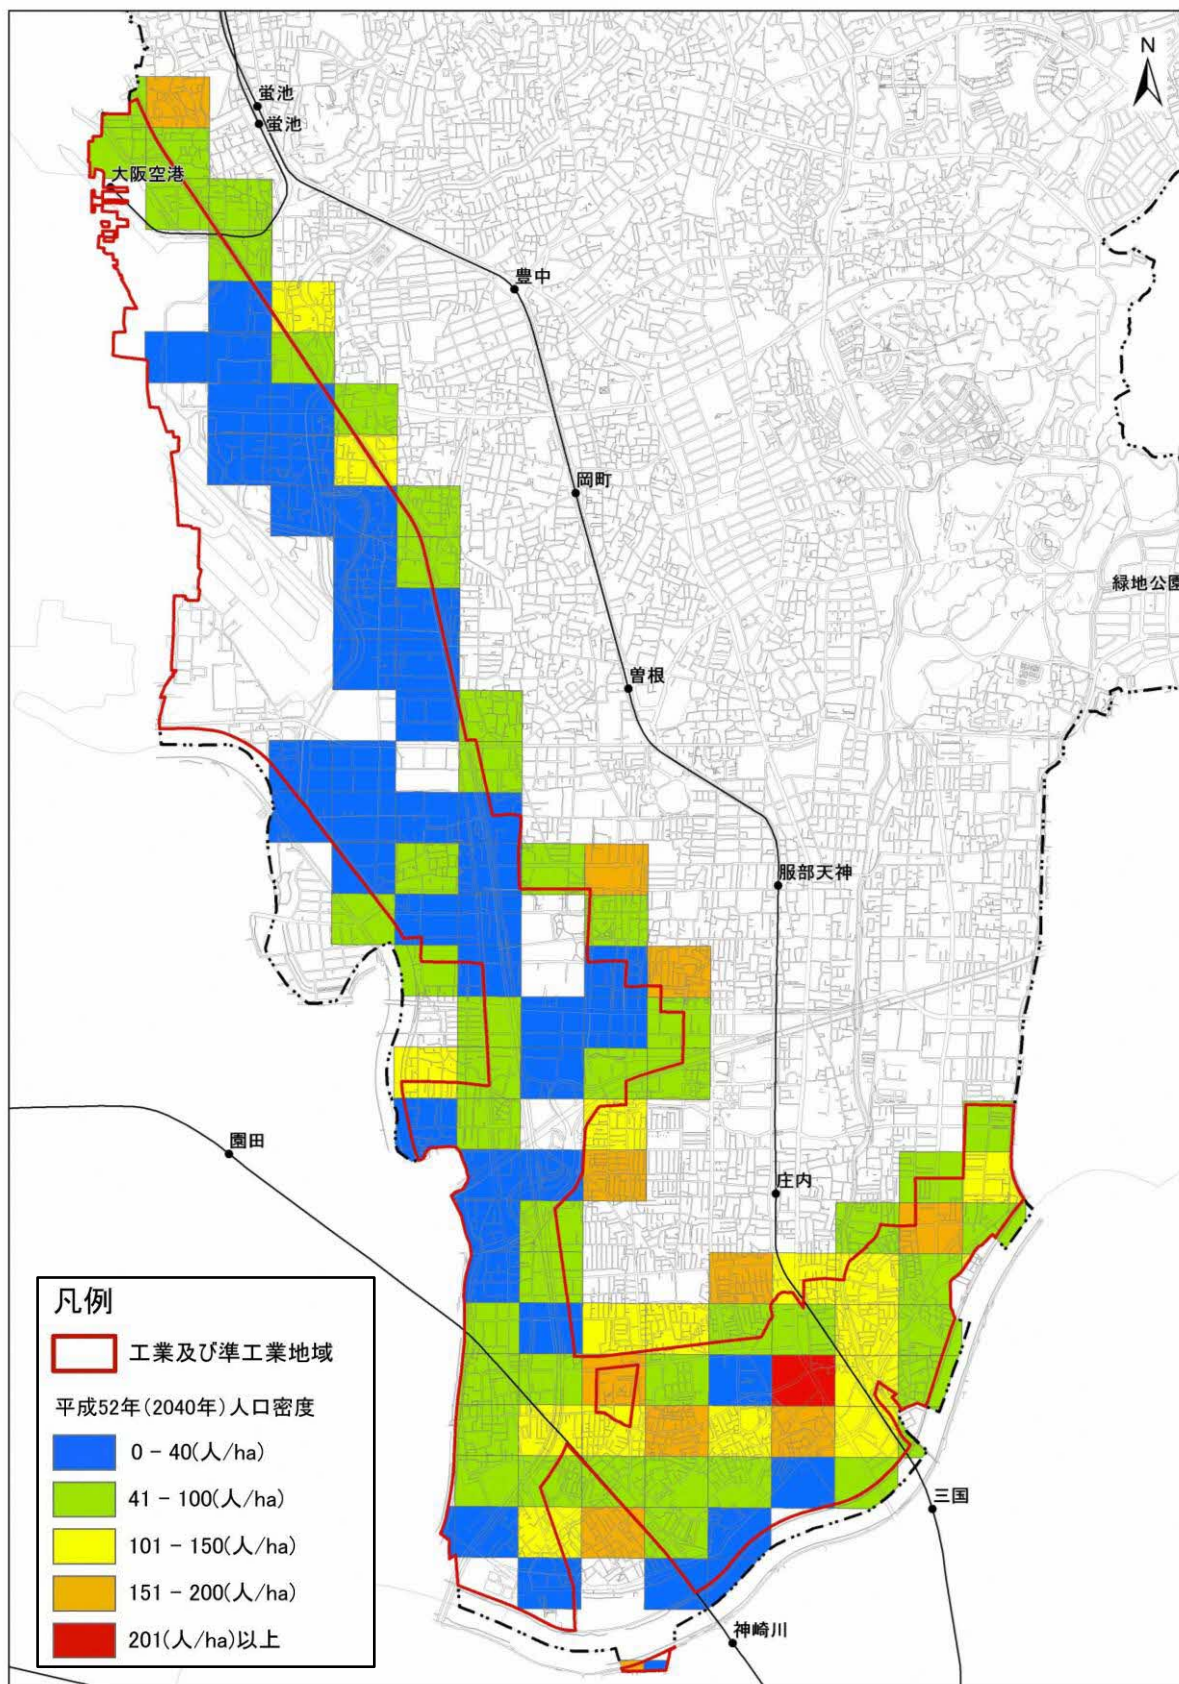 N
蛍池
蛍池
大阪空港
豊中
岡町
緑地公園
曽根
服部天神
園田
庄内
三国
神崎川
凡例
工業及び準工業地域
平成52年(2040年)人口密度
0 - 40(人/ha)
41 - 100(人/ha)
101 - 150(人/ha)
151 - 200(人/ha)
201(人/ha)以上